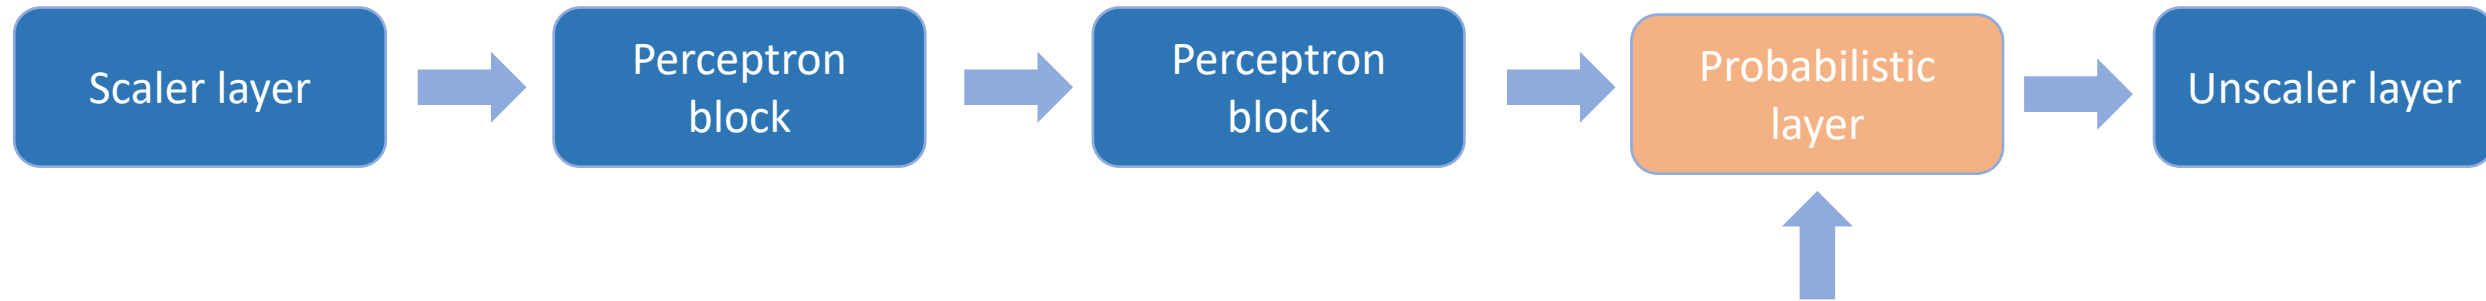 Scaler layer
Perceptron
block
Perceptron
block
Probabilistic
layer
Unscaler layer